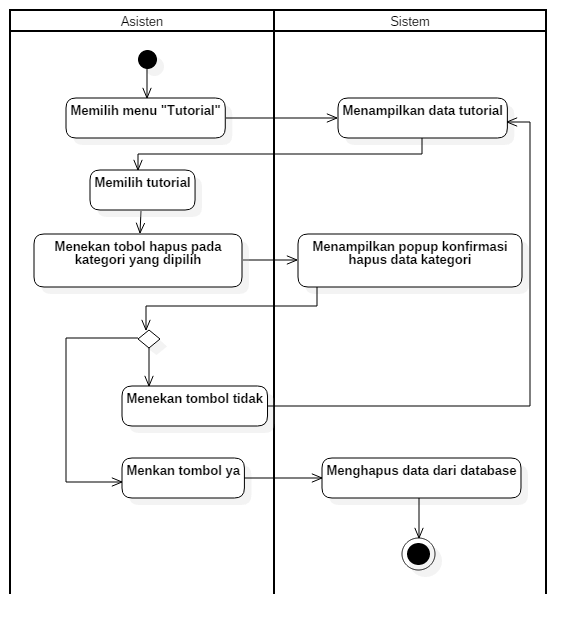 Asisten
Sistem
Memilih menu "Tutorial"
Menampilkan data tutorial
Memilih tutorial
Menekan tobol hapus pada
kategori yang dipilih
Menampilkan popup konfirmasi
hapus data kategori
Menekan tombol tidak
Menkan tombol ya
Menghapus data dari database